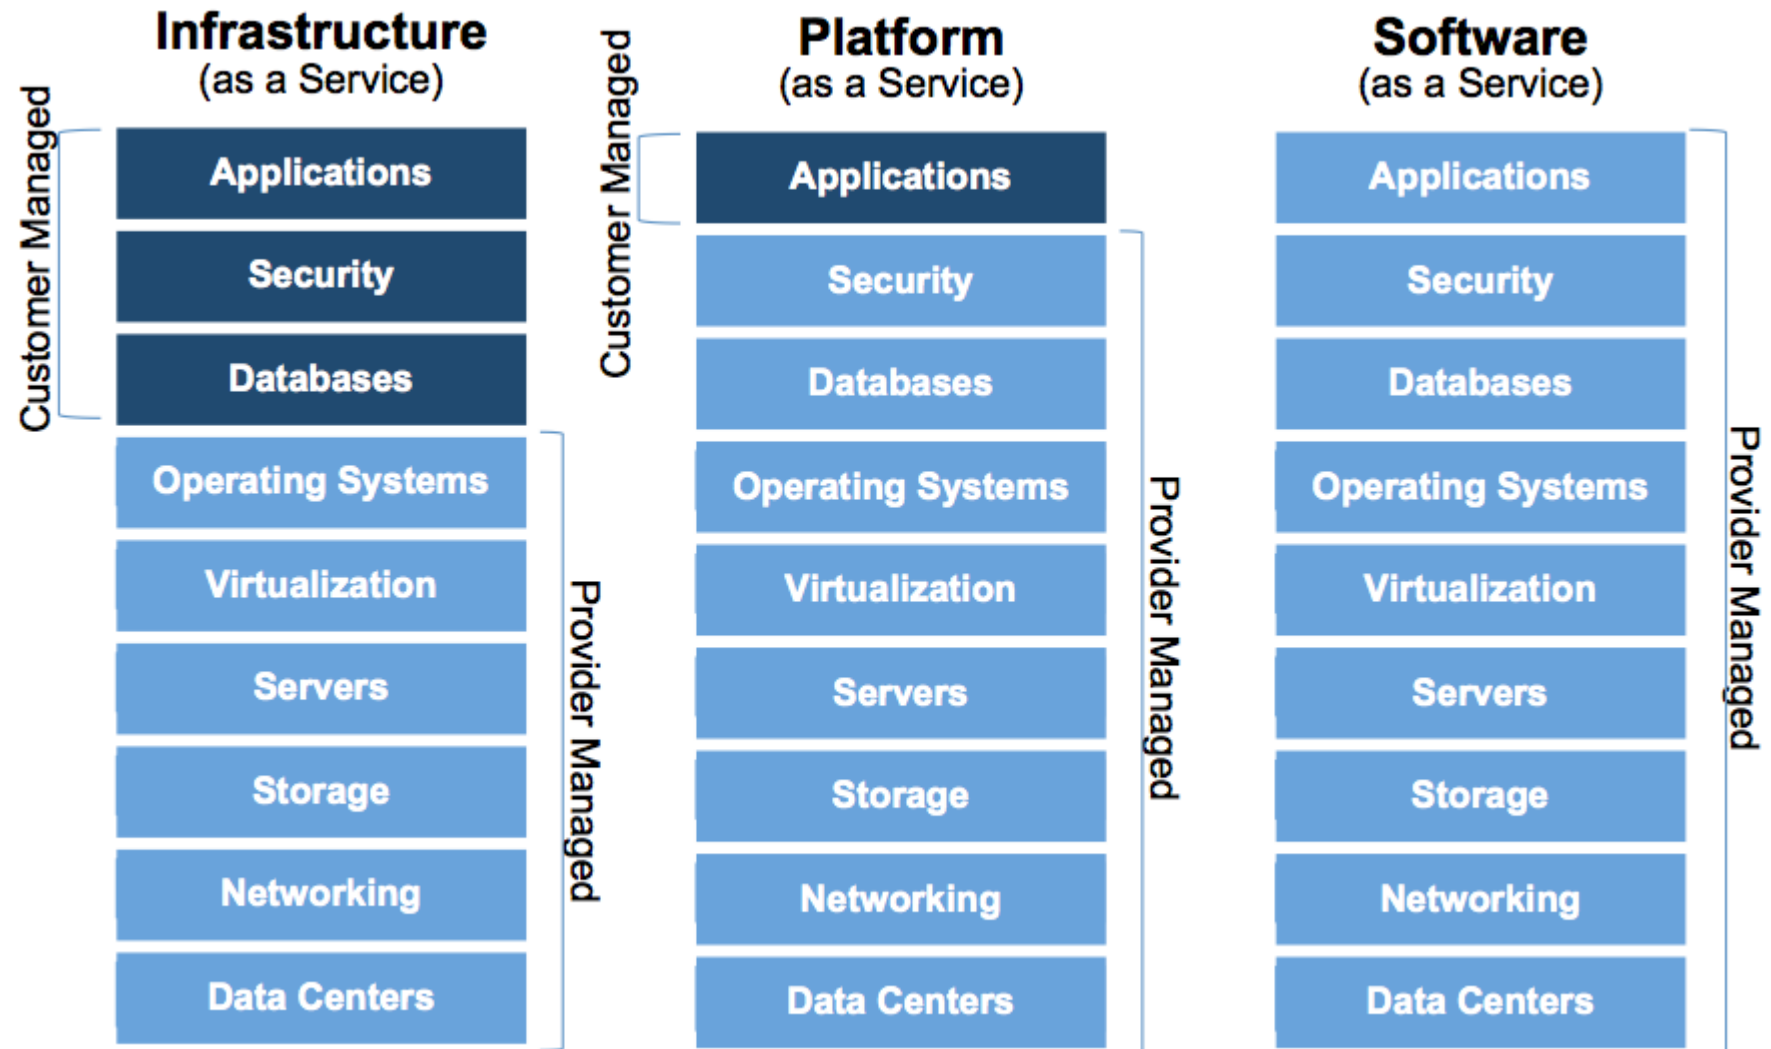 Infrastructure
(as a Service)
Customer Managed
Applications
Security
Databases
Operating Systems
Virtualization
Servers
Storage
Networking
Data Centers
Provider Managed
Platform
(as a Service)
Customer Managed
Applications
Security
Databases
Operating Systems
Virtualization
Servers
Storage
Networking
Data Centers
Provider Managed
Software
(as a Service)
Applications
Security
Databases
Operating Systems
Virtualization
Servers
Storage
Networking
Data Centers
Provider Managed